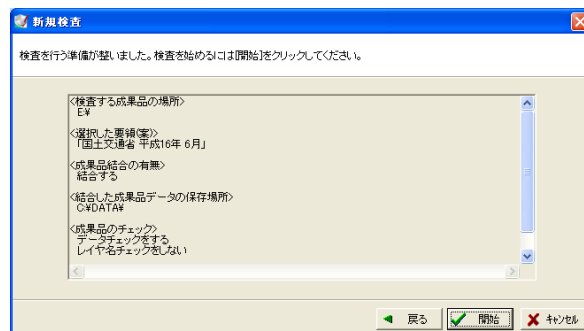 新規検査
検査を行う準備が整いました。検査を始めるには[開始]をクリックしてください。
<検査する成果品の場所>
E:¥
<選択した要領(案)>
「国土交通省 平成16年 6月」
<成果品結合の有無>
結合する
<結合した成果品データの保存場所>
C:¥DATA¥
<成果品のチェック>
データチェックをする
レイヤ名チェックをしない
戻る 開始 キャンセル